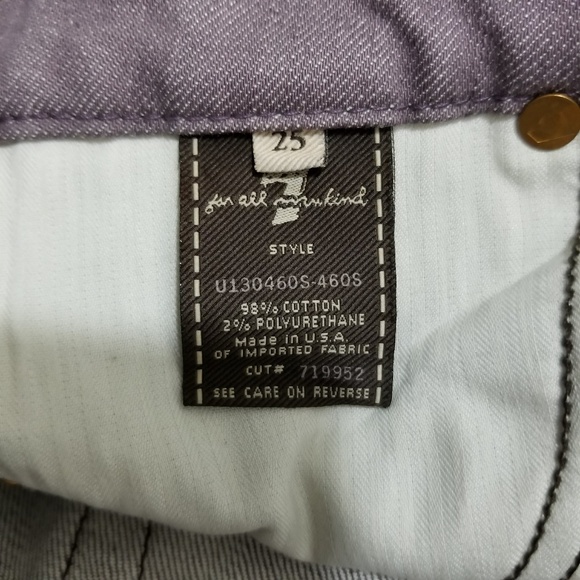 25
7
for all mankind
STYLE
U130460S-460S
98% COTTON
2% POLYURETHANE
Made in U.S.A.
OF IMPORTED FABRIC
CUT# 719952
SEE CARE ON REVERSE